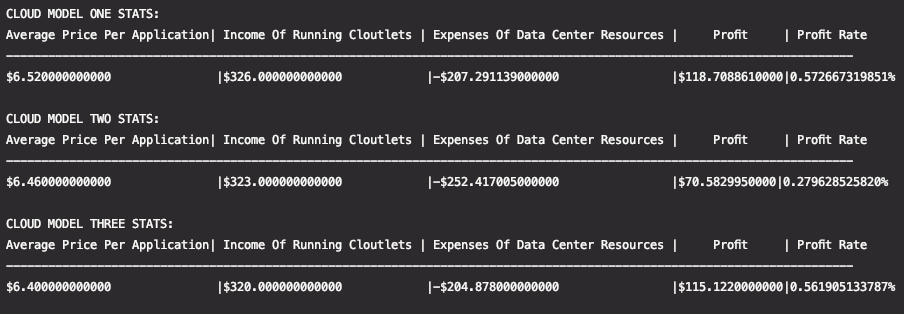 CLOUD MODEL ONE STATS:
Average Price Per Application| Income Of Running Cloutlets | Expenses Of Data Center Resources |     Profit     | Profit Rate
$6.520000000000               |$326.000000000000            |-$207.291139000000                |$118.7088610000|0.572667319851%
CLOUD MODEL TWO STATS:
Average Price Per Application| Income Of Running Cloutlets | Expenses Of Data Center Resources |     Profit     | Profit Rate
$6.460000000000               |$323.000000000000            |-$252.417005000000                |$70.5829950000|0.279628525820%
CLOUD MODEL THREE STATS:
Average Price Per Application| Income Of Running Cloutlets | Expenses Of Data Center Resources |     Profit     | Profit Rate
$6.400000000000               |$320.000000000000            |-$204.878000000000                |$115.1220000000|0.561905133787%